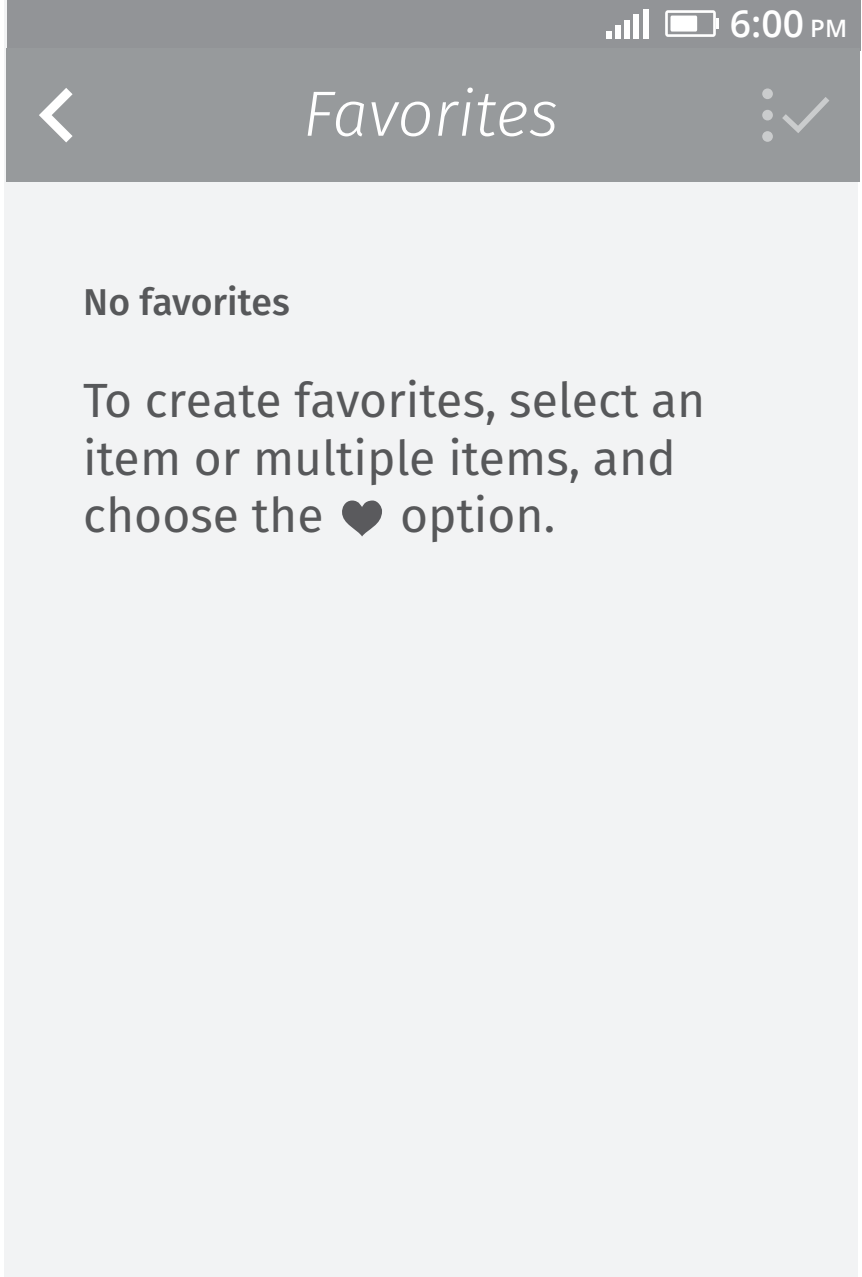 6:00 PM
Favorites
No favorites
To create favorites, select an
item or multiple items, and
choose the ♥ option.